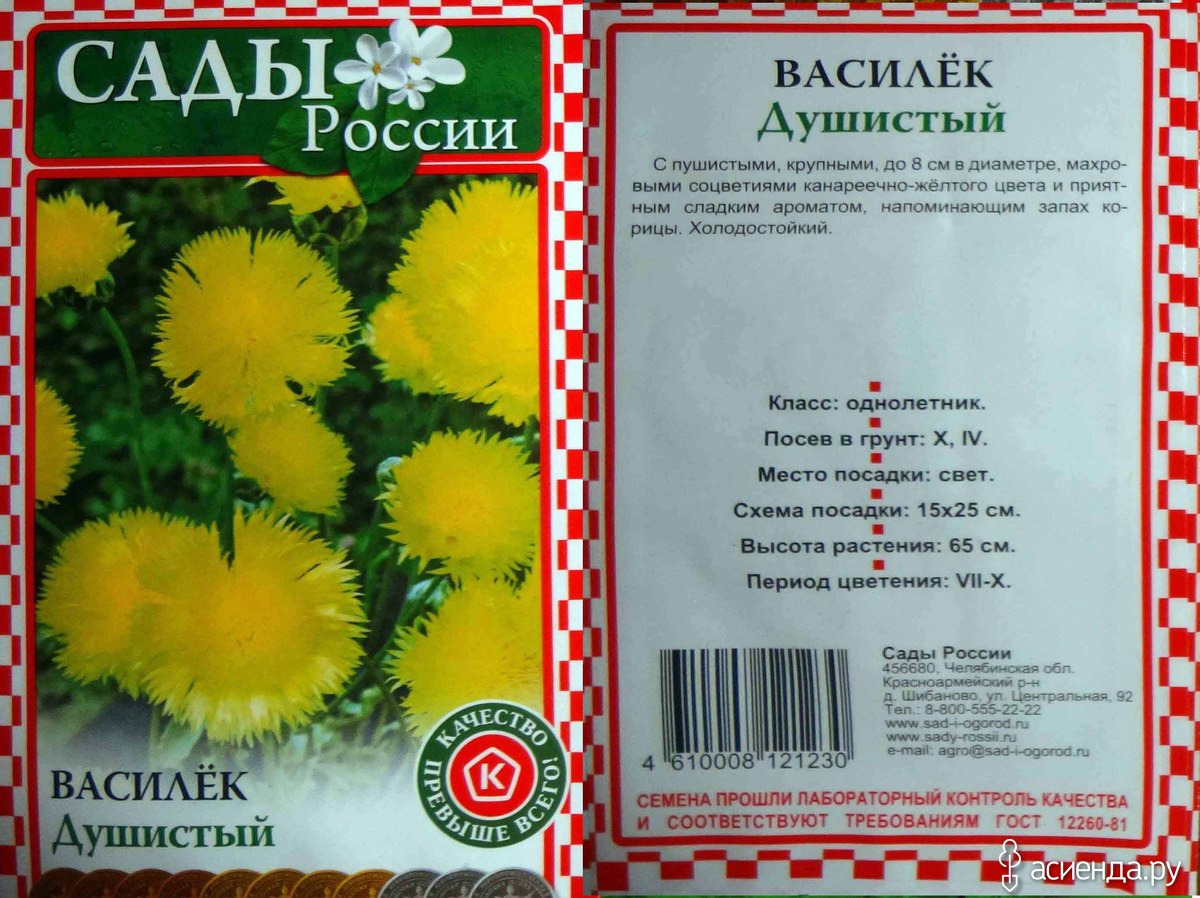 САДЫ
России
КАЧЕСТВО
ПРЕВЫШЕ ВСЕГО!
К
ВАСИЛЁК
Душистый
ВАСИЛЁК
Душистый
С пушистыми, крупными, до 8 см в диаметре, махро-
выми соцветиями канареечно-жёлтого цвета и прият-
ным сладким ароматом, напоминающим запах ко-
рицы. Холодостойкий.
Класс: однолетник.
Посев в грунт: X, IV.
Место посадки: свет.
Схема посадки: 15х25 см.
Высота растения: 65 см.
Период цветения: VII-X.
Сады России
456680, Челябинская обл.
Красноармейский р-н
д. Шибаново, ул. Центральная, 92
Тел.: 8-800-555-22-22
www.sad-i-ogorod.ru
www.sady-rossii.ru
e-mail: agro@sad-i-ogorod.ru
4 610008 121230
СЕМЕНА ПРОШЛИ ЛАБОРАТОРНЫЙ КОНТРОЛЬ КАЧЕСТВА
И СООТВЕТСТВУЮТ ТРЕБОВАНИЯМ ГОСТ 12260-81
асиенда.ру